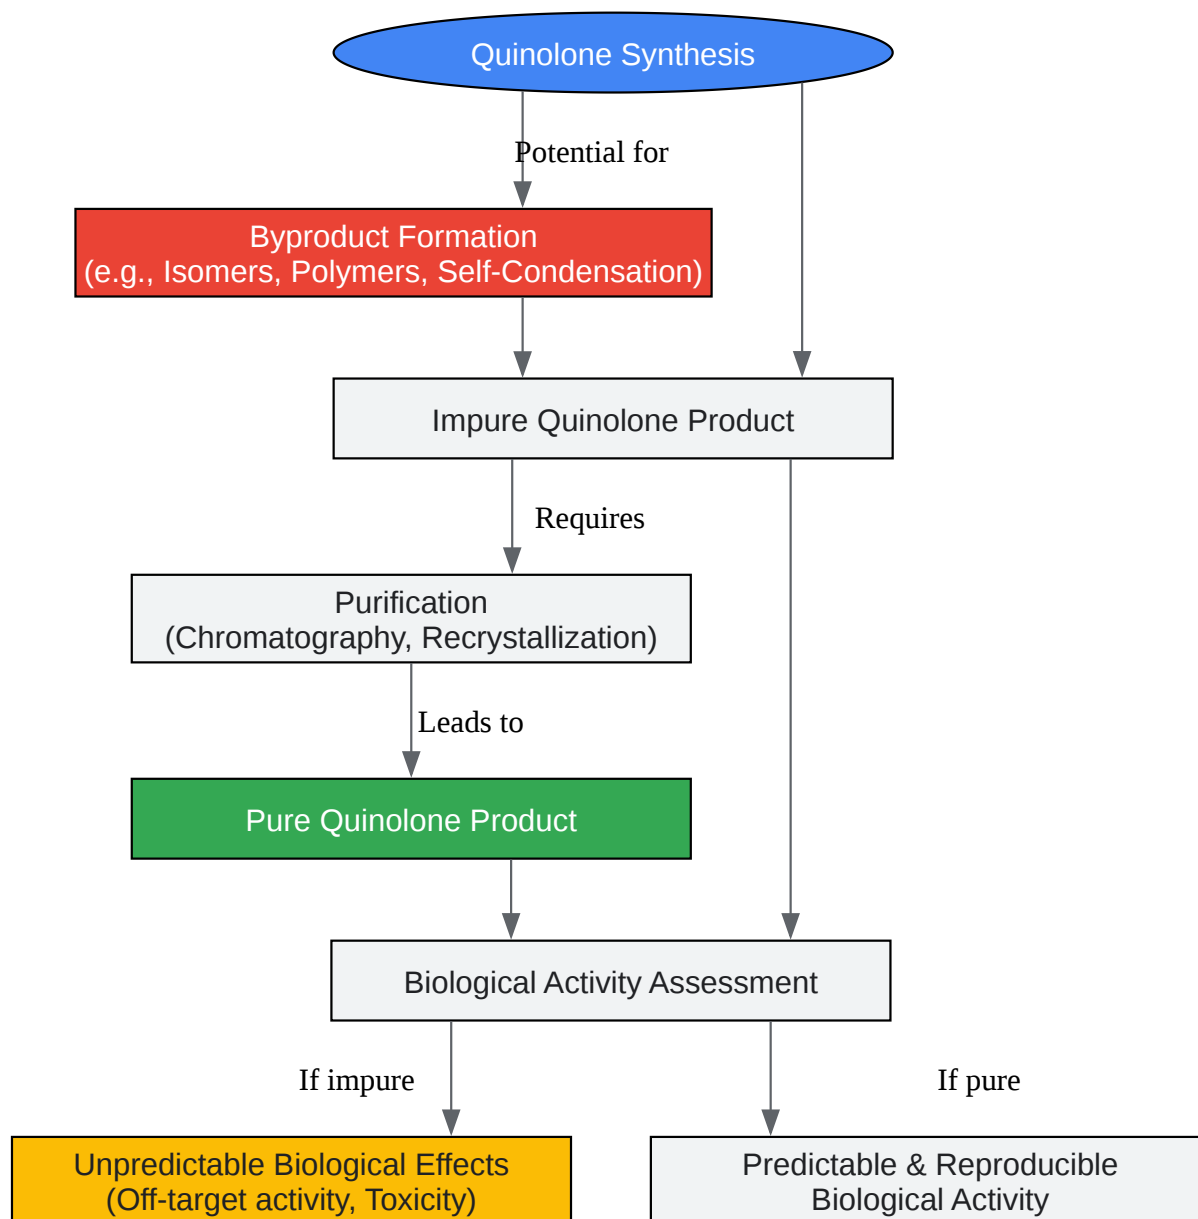 Quinolone Synthesis
Potential for
Byproduct Formation
(e.g., Isomers, Polymers, Self-Condensation)
Impure Quinolone Product
Requires
Purification
(Chromatography, Recrystallization)
Leads to
Pure Quinolone Product
Biological Activity Assessment
If impure
If pure
Unpredictable Biological Effects
(Off-target activity, Toxicity)
Predictable & Reproducible
Biological Activity